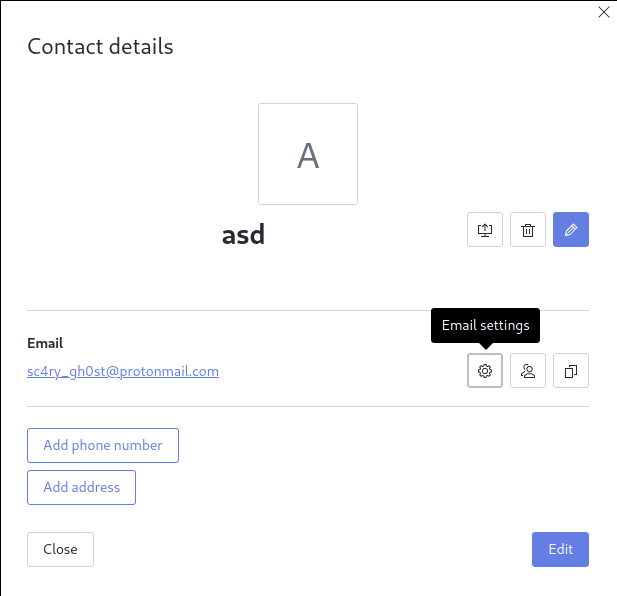 Contact details
A
asd
Email settings
Email
sc4ry_gh0st@protonmail.com
Add phone number
Add address
Close
Edit